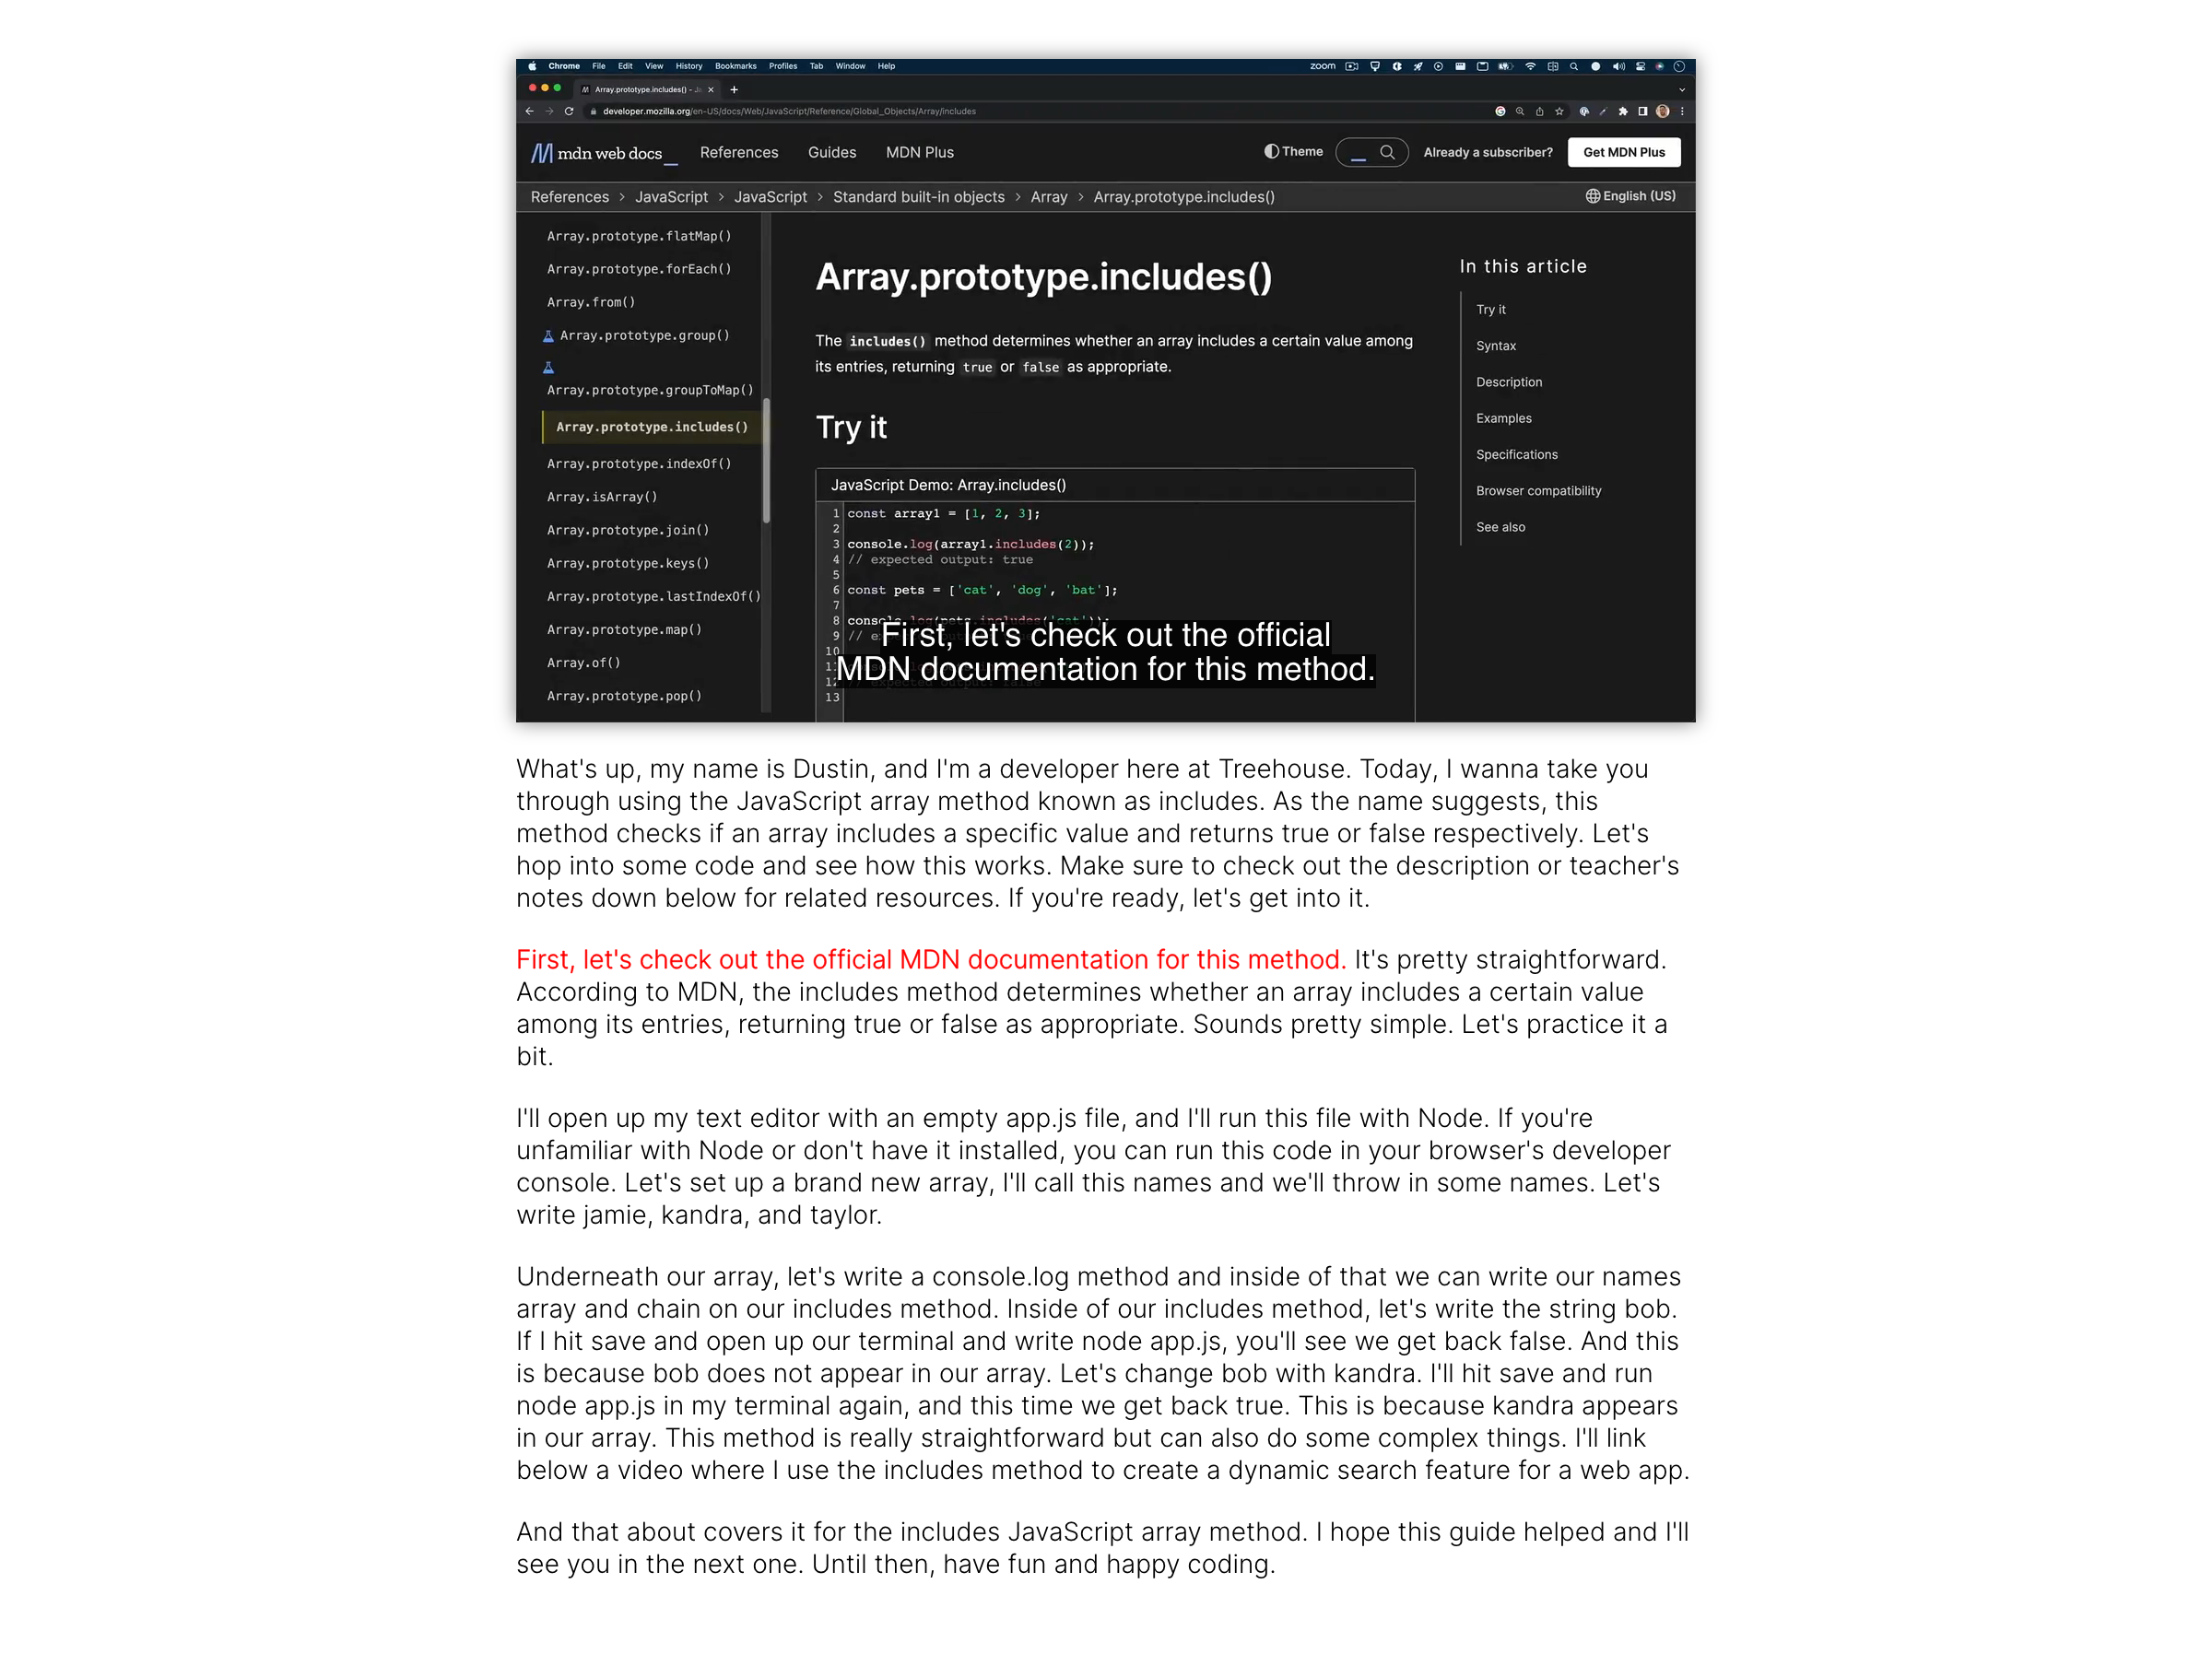 Chrome File Edit View History Bookmarks Profiles Tab Window Help zoom
Array.prototype.includes() - Ja
developer.mozilla.org/en-US/docs/Web/JavaScript/Reference/Global_Objects/Array/includes
mdn web docs_ References Guides MDN Plus Theme Already a subscriber? Get MDN Plus
References > JavaScript > JavaScript > Standard built-in objects > Array > Array.prototype.includes() English (US)
Array.prototype.flatMap()
Array.prototype.forEach()
Array.from()
Array.prototype.group()
Array.prototype.groupToMap()
Array.prototype.includes()
Array.prototype.indexOf()
Array.isArray()
Array.prototype.join()
Array.prototype.keys()
Array.prototype.lastIndexOf()
Array.prototype.map()
Array.of()
Array.prototype.pop()
Array.prototype.includes()
The includes() method determines whether an array includes a certain value among
its entries, returning true or false as appropriate.
Try it
JavaScript Demo: Array.includes()
1 const array1 = [1, 2, 3];
2
3 console.log(array1.includes(2));
4 // expected output: true
5
6 const pets = ['cat', 'dog', 'bat'];
7
8 console.log(pets.includes('cat'));
9 //
10
11
12
13
First, let's check out the official
MDN documentation for this method.
In this article
Try it
Syntax
Description
Examples
Specifications
Browser compatibility
See also
What's up, my name is Dustin, and I'm a developer here at Treehouse. Today, I wanna take you
through using the JavaScript array method known as includes. As the name suggests, this
method checks if an array includes a specific value and returns true or false respectively. Let's
hop into some code and see how this works. Make sure to check out the description or teacher's
notes down below for related resources. If you're ready, let's get into it.
First, let's check out the official MDN documentation for this method. It's pretty straightforward.
According to MDN, the includes method determines whether an array includes a certain value
among its entries, returning true or false as appropriate. Sounds pretty simple. Let's practice it a
bit.
I'll open up my text editor with an empty app.js file, and I'll run this file with Node. If you're
unfamiliar with Node or don't have it installed, you can run this code in your browser's developer
console. Let's set up a brand new array, I'll call this names and we'll throw in some names. Let's
write jamie, kandra, and taylor.
Underneath our array, let's write a console.log method and inside of that we can write our names
array and chain on our includes method. Inside of our includes method, let's write the string bob.
If I hit save and open up our terminal and write node app.js, you'll see we get back false. And this
is because bob does not appear in our array. Let's change bob with kandra. I'll hit save and run
node app.js in my terminal again, and this time we get back true. This is because kandra appears
in our array. This method is really straightforward but can also do some complex things. I'll link
below a video where I use the includes method to create a dynamic search feature for a web app.
And that about covers it for the includes JavaScript array method. I hope this guide helped and I'll
see you in the next one. Until then, have fun and happy coding.